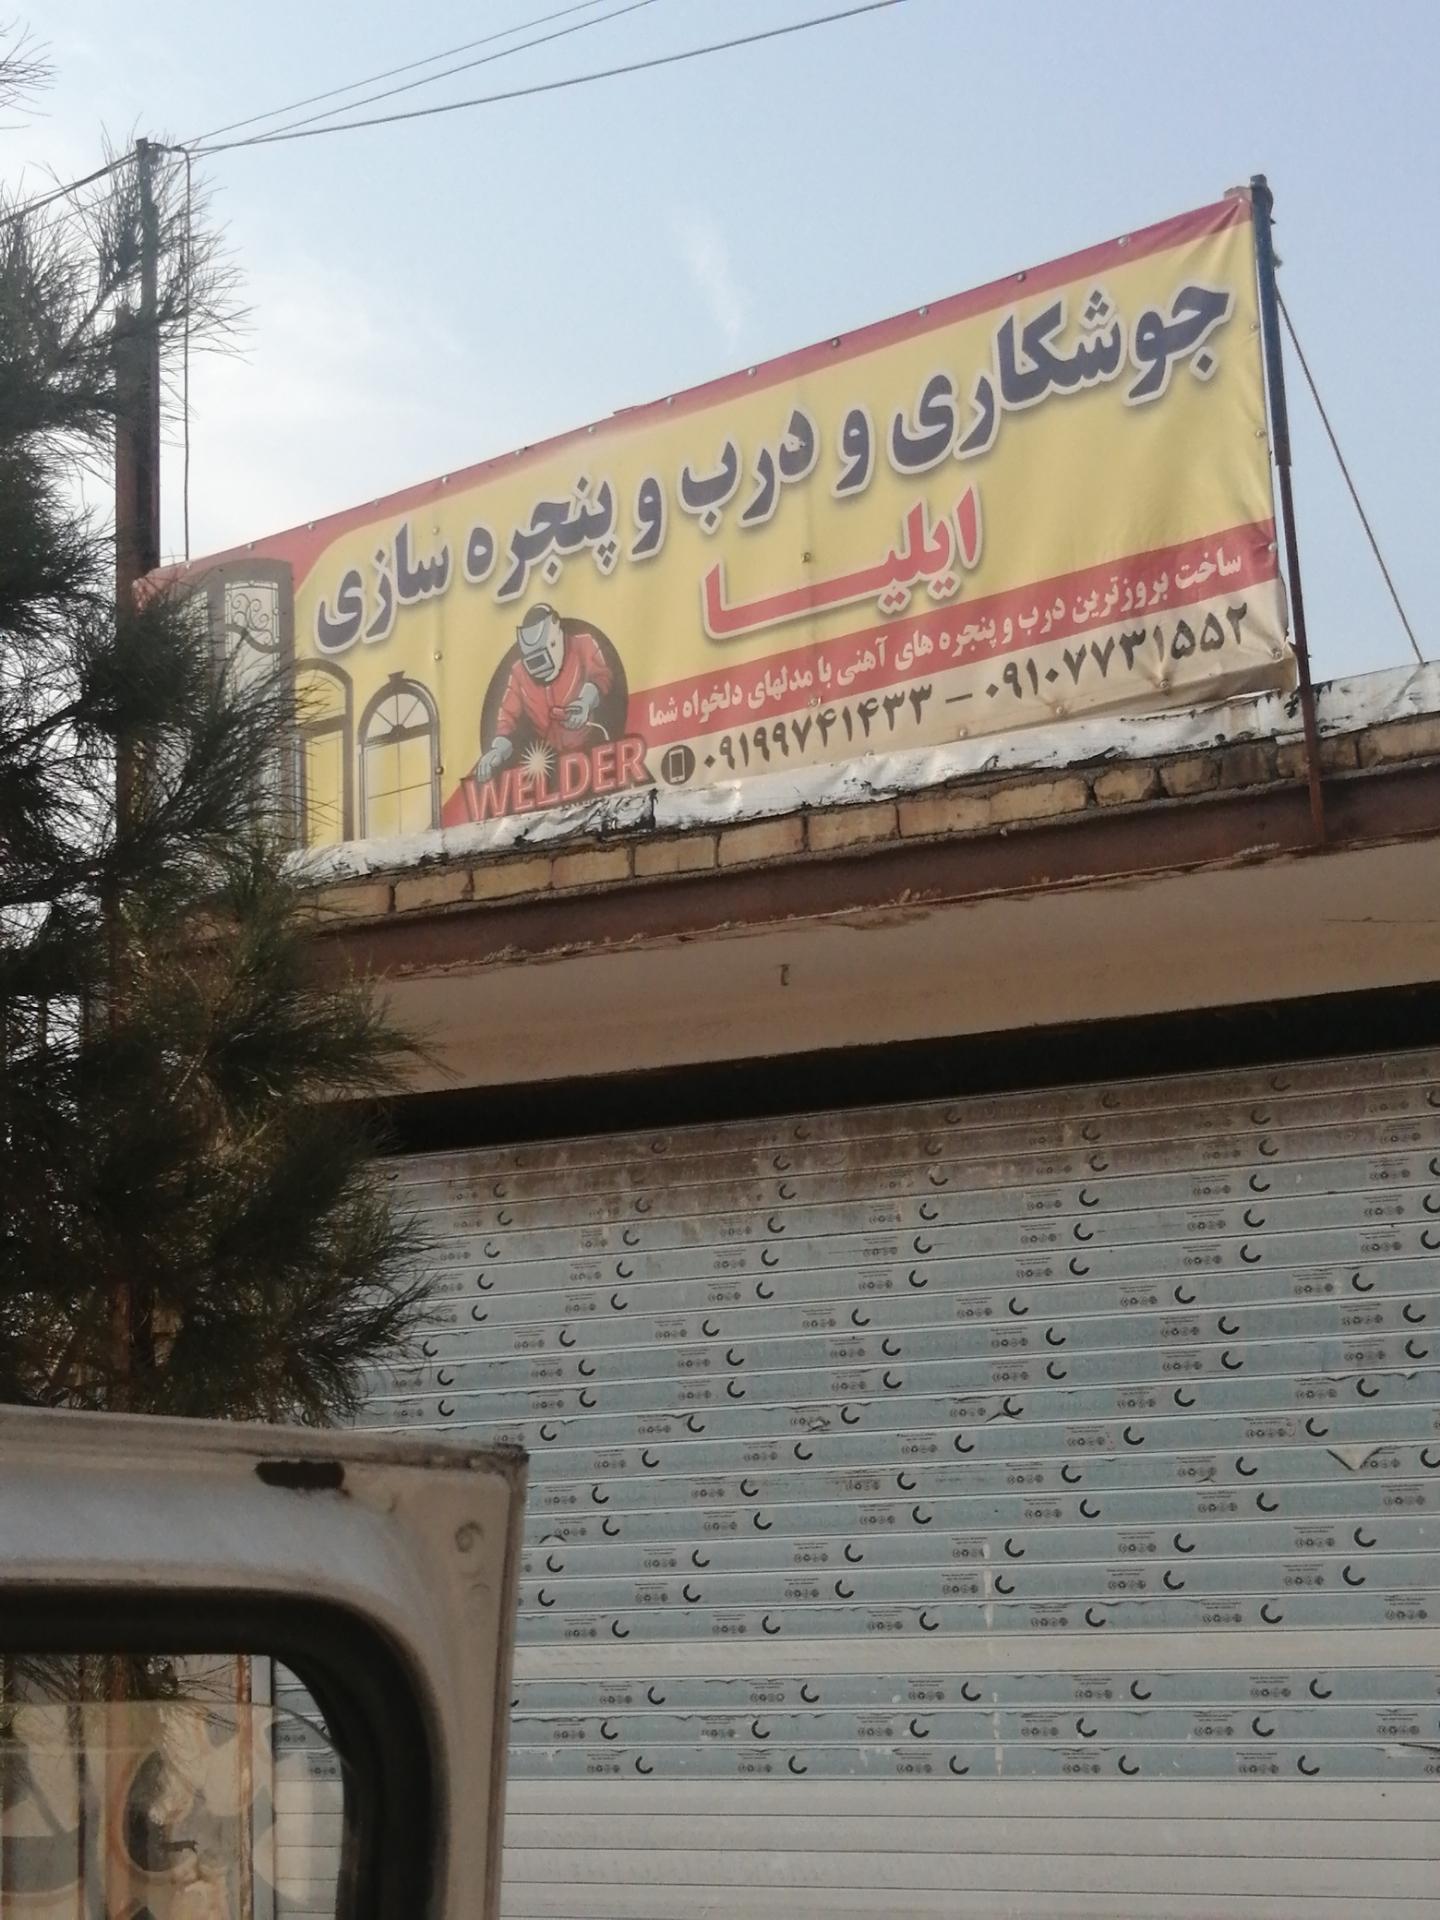 جوشکاری و درب و پنجره سازی
ایلیا
ساخت بروزترین درب و پنجره های آهنی با مدلهای دلخواه شما
۰۹۱۹۹۷۴۱۴۳۳ - ۰۹۱۰۷۷۳۱۵۵۲
WELDER